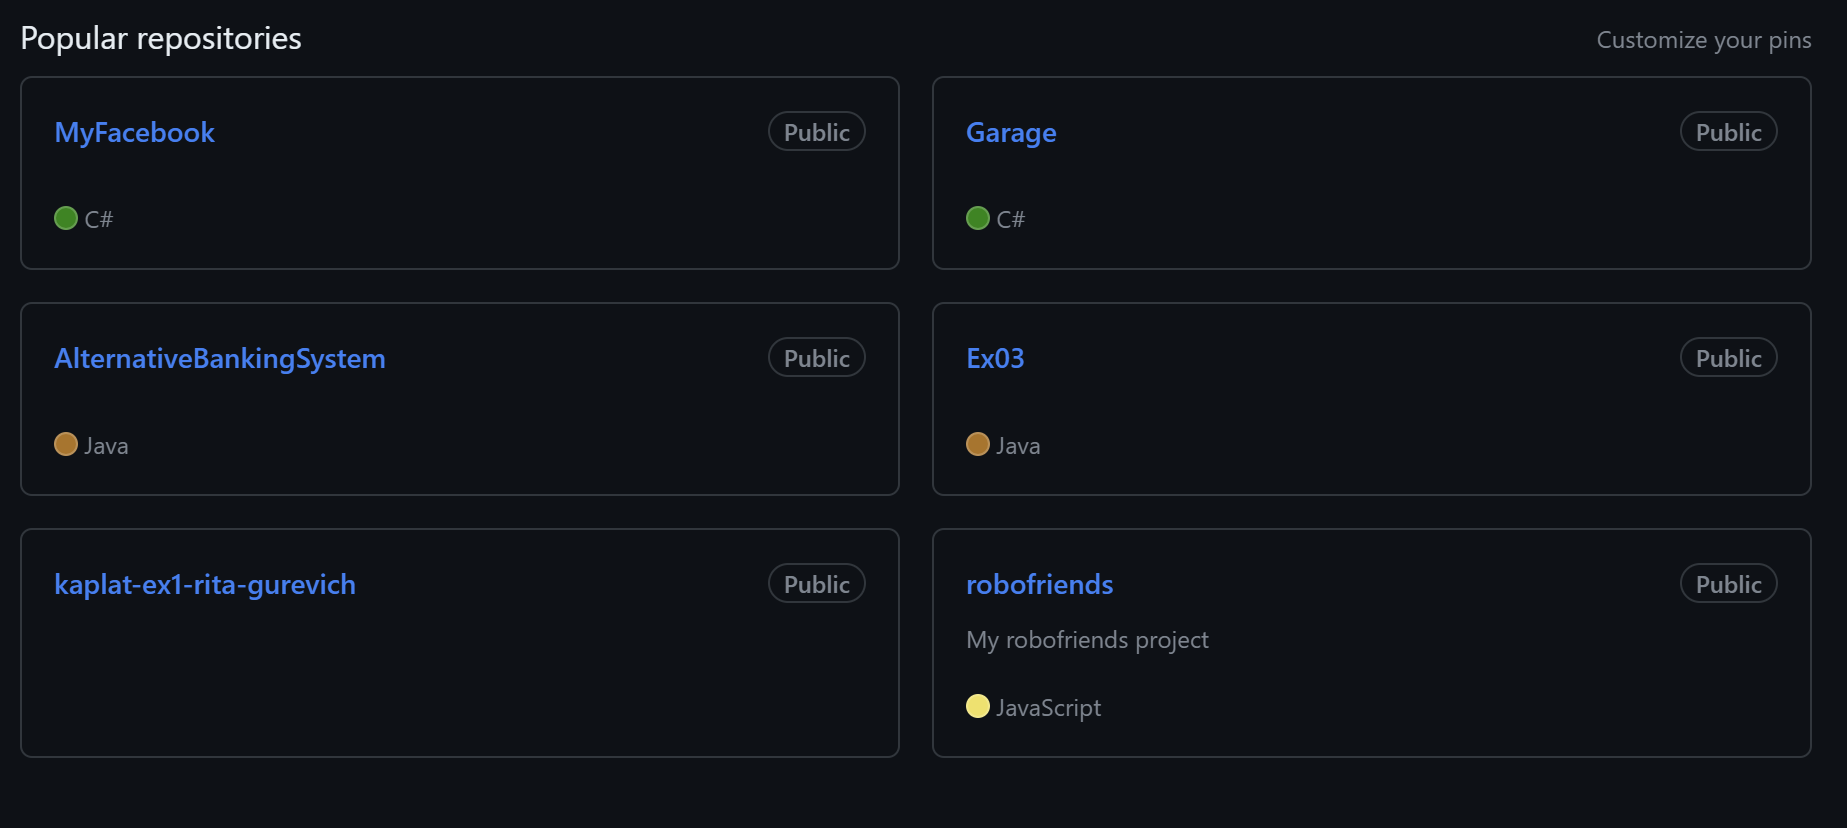 Popular repositories
Customize your pins
MyFacebook
Public
C#
Garage
Public
C#
AlternativeBankingSystem
Public
Java
Ex03
Public
Java
kaplat-ex1-rita-gurevich
Public
robofriends
Public
My robofriends project
JavaScript